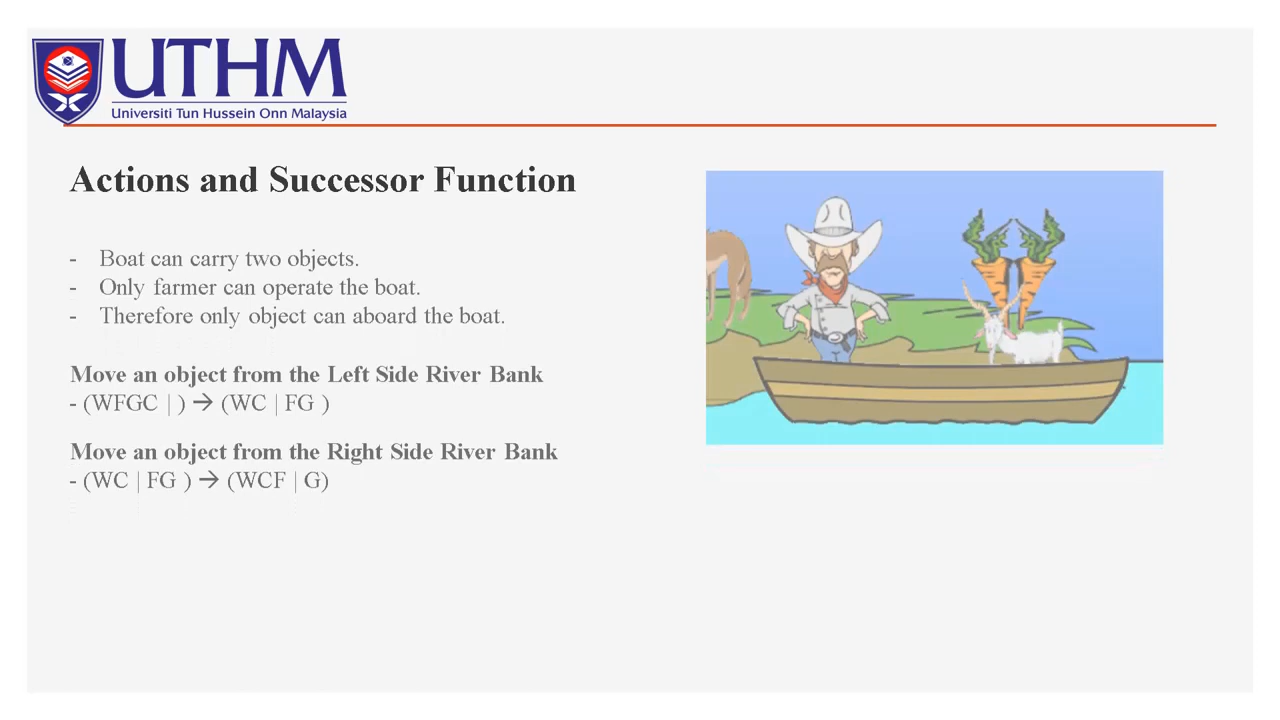 UTHM
Universiti Tun Hussein Onn Malaysia
Actions and Successor Function
- Boat can carry two objects.
- Only farmer can operate the boat.
- Therefore only object can aboard the boat.
Move an object from the Left Side River Bank
- (WFGC | ) → (WC | FG )
Move an object from the Right Side River Bank
- (WC | FG ) → (WCF | G)